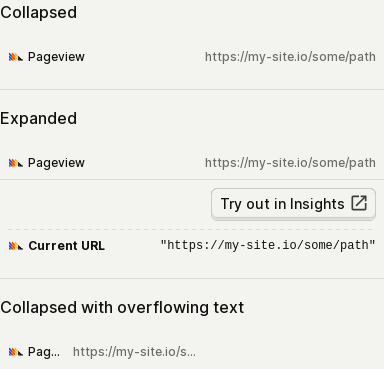 Collapsed
Pageview https://my-site.io/some/path
Expanded
Pageview https://my-site.io/some/path
Try out in Insights
Current URL "https://my-site.io/some/path"
Collapsed with overflowing text
Pag... https://my-site.io/s...